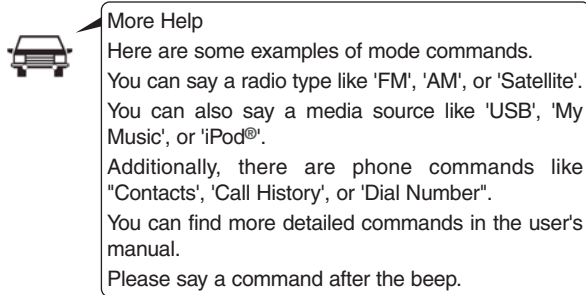 More Help
Here are some examples of mode commands.
You can say a radio type like 'FM', 'AM', or 'Satellite'.
You can also say a media source like 'USB', 'My
Music', or 'iPod®'.
Additionally, there are phone commands like
"Contacts', 'Call History', or 'Dial Number".
You can find more detailed commands in the user's
manual.
Please say a command after the beep.